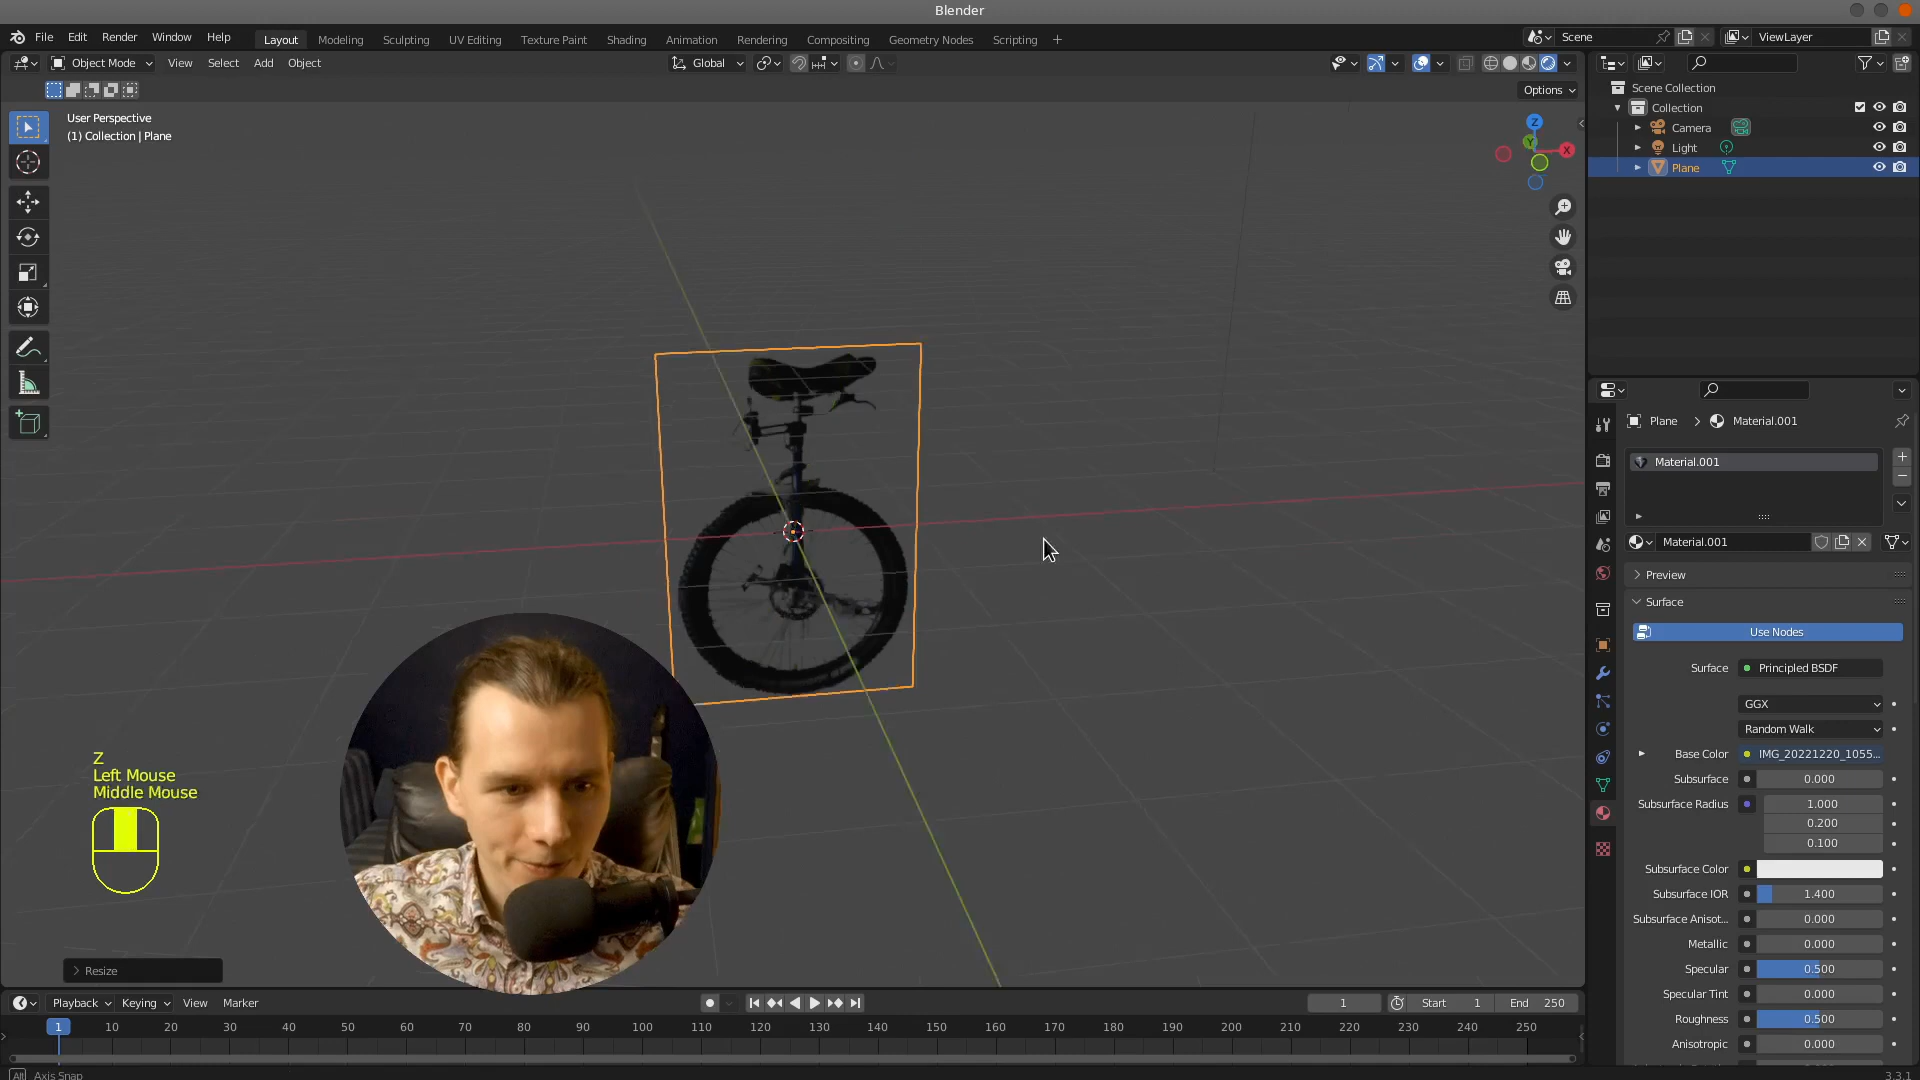 Blender
File Edit Render Window Help
Layout Modeling Sculpting UV Editing Texture Paint Shading Animation Rendering Compositing Geometry Nodes Scripting +
Scene
ViewLayer
Object Mode View Select Add Object
Global
Options
User Perspective
(1) Collection | Plane
Z
X
Y
Scene Collection
Collection
Camera
Light
Plane
Plane > Material.001
Material.001
Material.001
Preview
Surface
Use Nodes
Surface Principled BSDF
GGX
Random Walk
Base Color IMG_20221220_1055...
Subsurface 0.000
Subsurface Radius 1.000
0.200
0.100
Subsurface Color
Subsurface IOR 1.400
Subsurface Anisot... 0.000
Metallic 0.000
Specular 0.500
Specular Tint 0.000
Roughness 0.500
Anisotropic 0.000
Z
Left Mouse
Middle Mouse
Resize
Playback Keying View Marker
1 Start 1 End 250
1 10 20 30 40 50 60 70 80 90 100 110 120 130 140 150 160 170 180 190 200 210 220 230 240 250
Alt Axis Snap
3.3.1